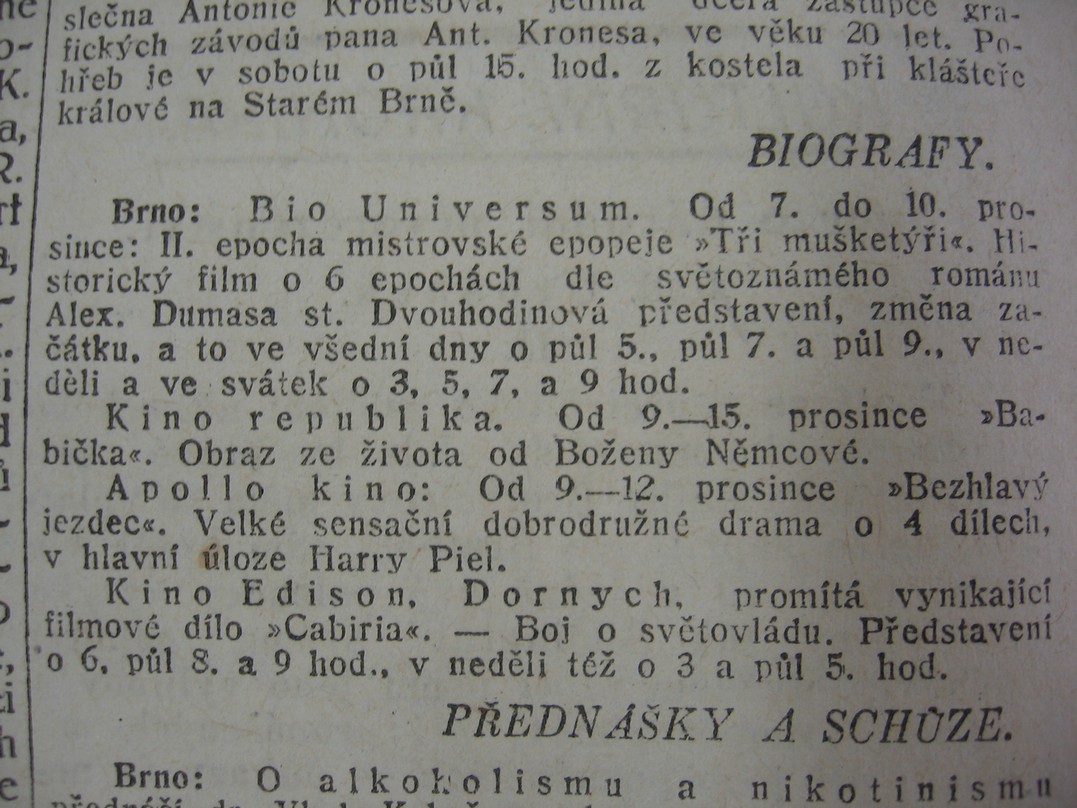 slečna Antonie Kronesova, jediná dcera zástupce gra-
fických závodů pana Ant. Kronesa, ve věku 20 let. Po-
hřeb je v sobotu o půl 15. hod. z kostela při klášteře
králové na Starém Brně.
BIOGRAFY.
Brno: Bio Universum. Od 7. do 10. pro-
since: II. epocha mistrovské epopeje »Tři mušketýři«. Hi-
storický film o 6 epochách dle světoznámého románu
Alex. Dumasa st. Dvouhodinová představení, změna za-
čátku, a to ve všední dny o půl 5., půl 7. a půl 9., v ne-
děli a ve svátek o 3, 5, 7, a 9 hod.
Kino republika. Od 9.—15. prosince »Ba-
bička«. Obraz ze života od Boženy Němcové.
Apollo kino: Od 9.—12. prosince »Bezhlavý
jezdec«. Velké sensační dobrodružné drama o 4 dílech,
v hlavní úloze Harry Piel.
Kino Edison, Dornych, promítá vynikající
filmové dílo »Cabiria«. — Boj o světovládu. Představení
o 6, půl 8. a 9 hod., v neděli též o 3 a půl 5. hod.
PŘEDNÁŠKY A SCHŮZE.
Brno: O alkoholismu a nikotinismu
přednáší dr.